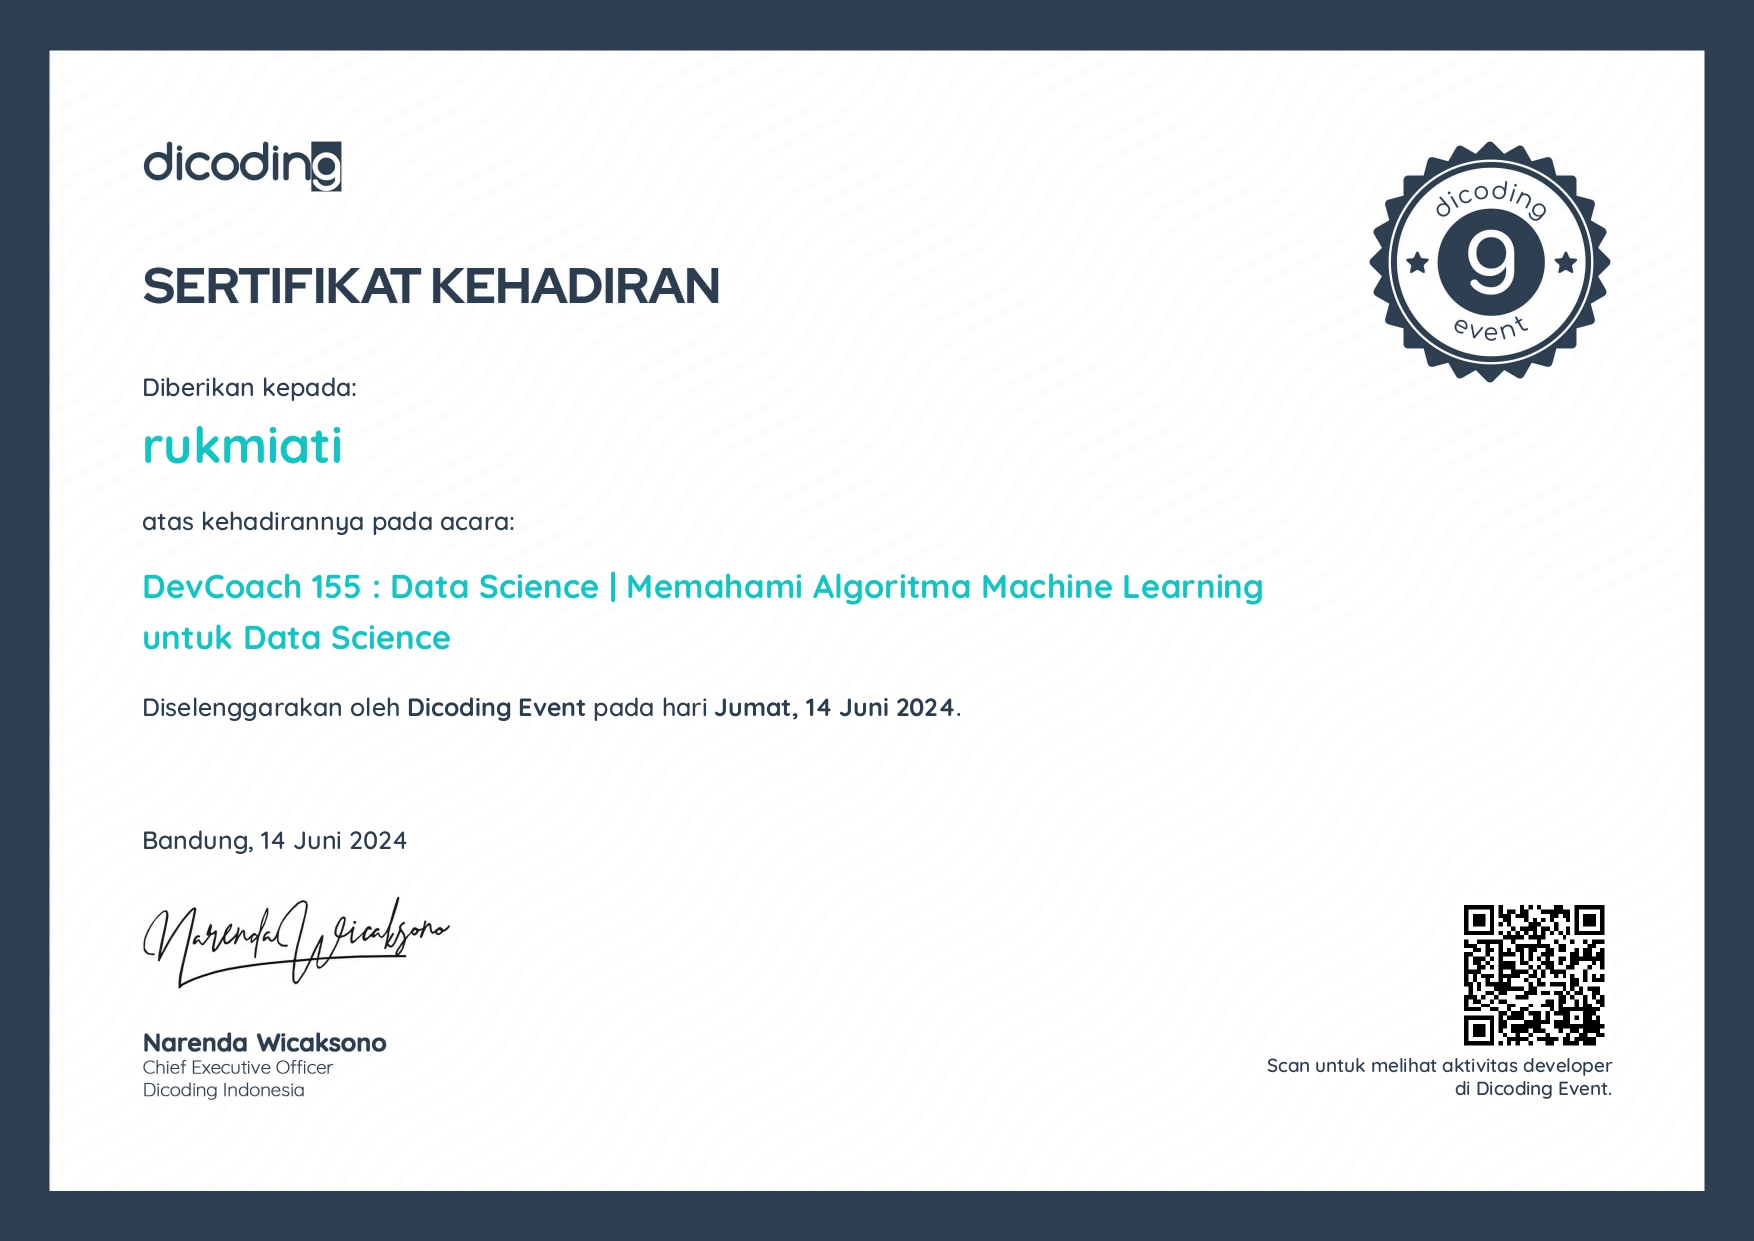 dicoding
SERTIFIKAT KEHADIRAN
dicoding
g
event
Diberikan kepada:
rukmiati
atas kehadirannya pada acara:
DevCoach 155 : Data Science | Memahami Algoritma Machine Learning
untuk Data Science
Diselenggarakan oleh Dicoding Event pada hari Jumat, 14 Juni 2024.
Bandung, 14 Juni 2024
Narenda Wicaksono
Narenda Wicaksono
Chief Executive Officer
Dicoding Indonesia
Scan untuk melihat aktivitas developer
di Dicoding Event.